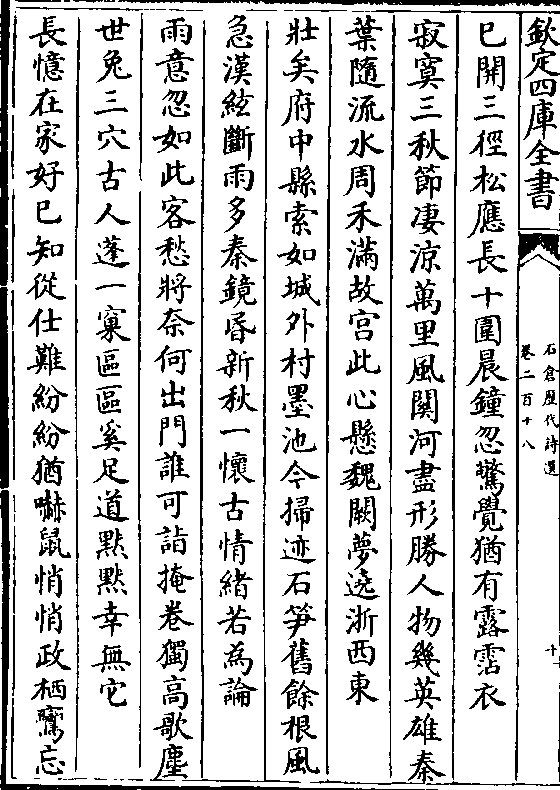 欽定四庫全書
石倉歷代詩選
卷二百十八
十
已開三徑松應長十圍晨鐘忽驚覺猶有露霑衣
寂寞三秋節凄涼萬里風關河盡形勝人物幾英雄秦
葉隨流水周禾滿故宮此心懸魏闕夢遶浙西東
壯矣府中縣索如城外村墨池今掃迹石笋舊餘根風
急漢絃斷雨多秦鏡昏新秋一懷古情緒若為論
雨意忽如此客愁將奈何出門誰可詣掩卷獨高歌塵
世兔三穴古人蓬一窠區區奚足道黙黙幸無它
長憶在家好已知從仕難紛紛猶嚇鼠悄悄政栖鸞忘